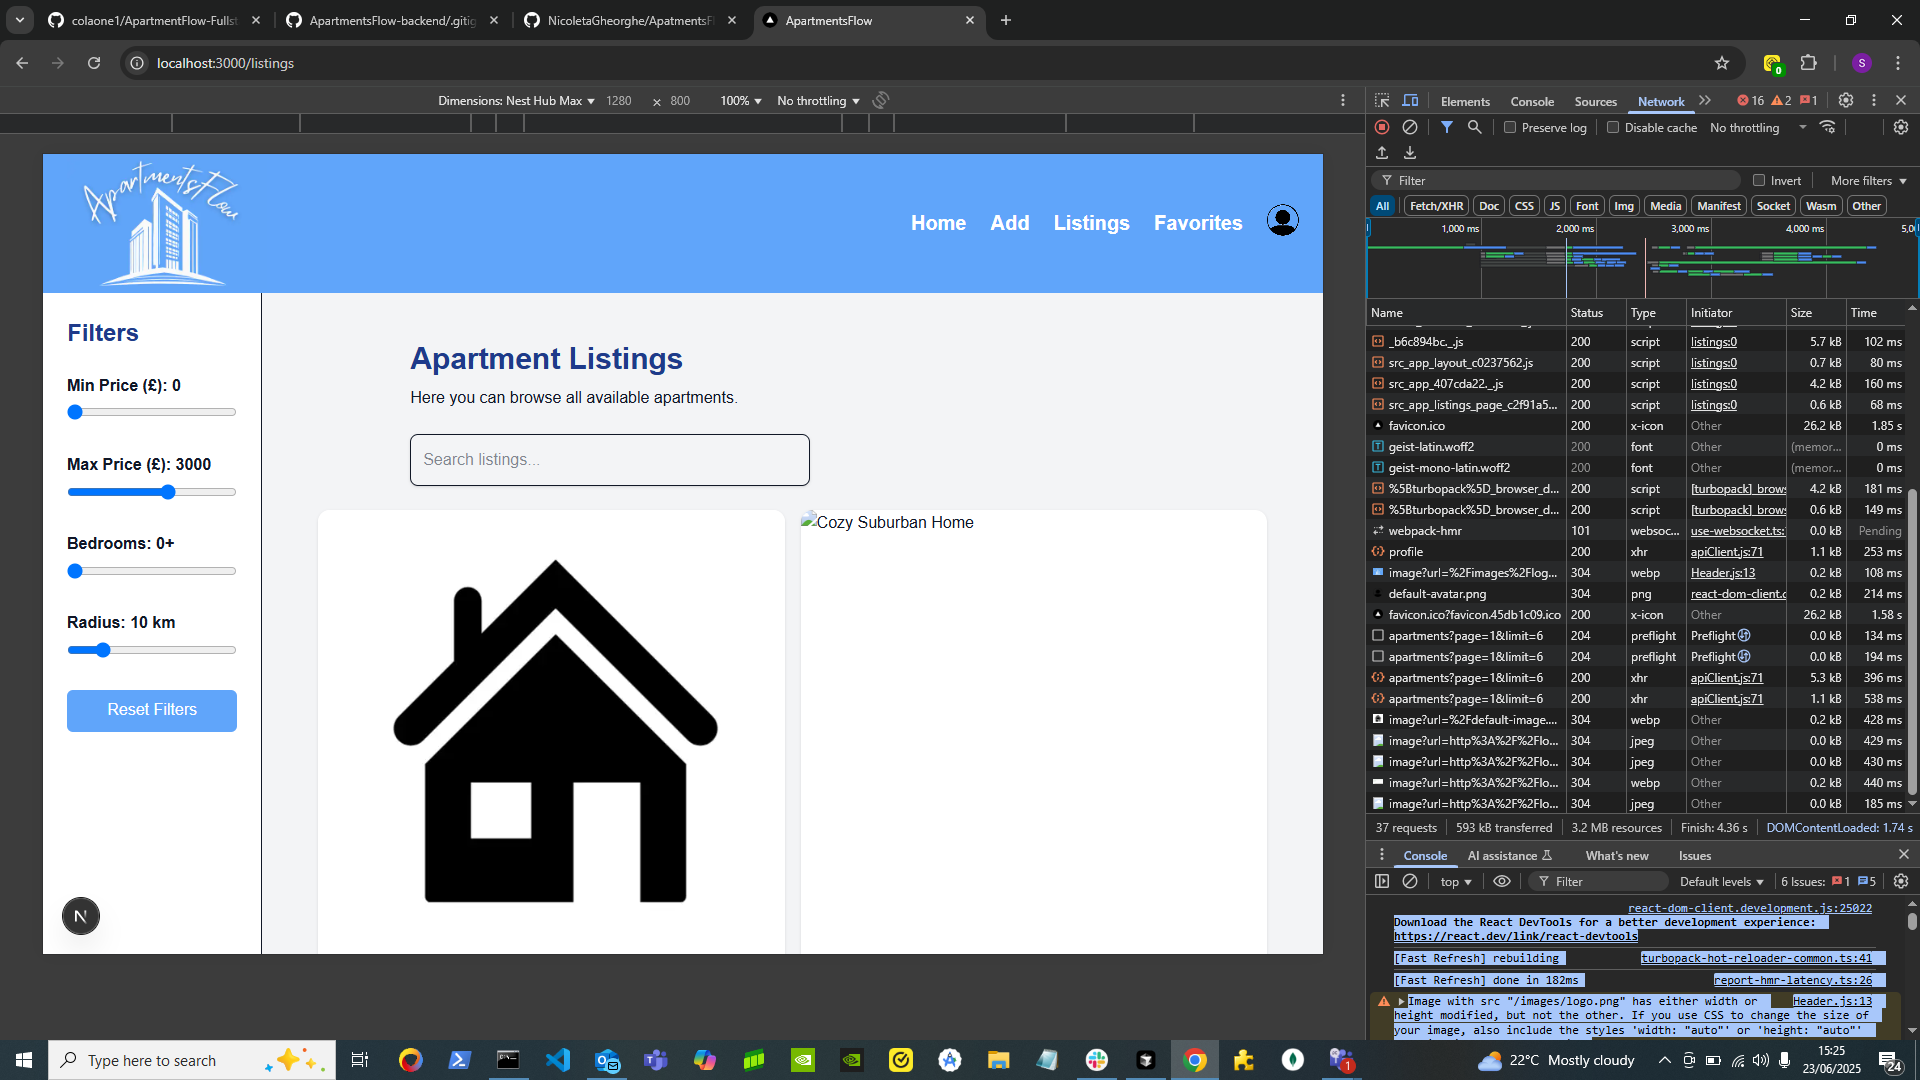 colaone1/ApartmentFlow-Fullst
ApartmentsFlow-backend/.gitig
NicoletaGheorghe/ApatmentsF
ApartmentsFlow
localhost:3000/listings
S
0
Dimensions: Nest Hub Max 1280 × 800 100% No throttling
Elements Console Sources Network 16 2 1
Preserve log Disable cache No throttling
Filter Invert More filters
All Fetch/XHR Doc CSS JS Font Img Media Manifest Socket Wasm Other
1,000 ms 2,000 ms 3,000 ms 4,000 ms 5,0
Name Status Type Initiator Size Time
_b6c894bc._.js 200 script listings:0 5.7 kB 102 ms
src_app_layout_c0237562.js 200 script listings:0 0.7 kB 80 ms
src_app_407cda22._.js 200 script listings:0 4.2 kB 160 ms
src_app_listings_page_c2f91a5... 200 script listings:0 0.6 kB 68 ms
favicon.ico 200 x-icon Other 26.2 kB 1.85 s
geist-latin.woff2 200 font Other (memor... 0 ms
geist-mono-latin.woff2 200 font Other (memor... 0 ms
%5Bturbopack%5D_browser_d... 200 script [turbopack]_brows 4.2 kB 181 ms
%5Bturbopack%5D_browser_d... 200 script [turbopack]_brows 0.6 kB 149 ms
webpack-hmr 101 websoc... use-websocket.ts: 0.0 kB Pending
profile 200 xhr apiClient.js:71 1.1 kB 253 ms
image?url=%2Fimages%2Flog... 304 webp Header.js:13 0.2 kB 108 ms
default-avatar.png 304 png react-dom-client.d 0.2 kB 214 ms
favicon.ico?favicon.45db1c09.ico 200 x-icon Other 26.2 kB 1.58 s
apartments?page=1&limit=6 204 preflight Preflight 0.0 kB 134 ms
apartments?page=1&limit=6 204 preflight Preflight 0.0 kB 194 ms
apartments?page=1&limit=6 200 xhr apiClient.js:71 5.3 kB 396 ms
apartments?page=1&limit=6 200 xhr apiClient.js:71 1.1 kB 538 ms
image?url=%2Fdefault-image.... 304 webp Other 0.2 kB 428 ms
image?url=http%3A%2F%2Flo... 304 jpeg Other 0.0 kB 429 ms
image?url=http%3A%2F%2Flo... 304 jpeg Other 0.0 kB 430 ms
image?url=http%3A%2F%2Flo... 304 webp Other 0.2 kB 440 ms
image?url=http%3A%2F%2Flo... 304 jpeg Other 0.0 kB 185 ms
37 requests 593 kB transferred 3.2 MB resources Finish: 4.36 s DOMContentLoaded: 1.74 s
Console AI assistance What's new Issues
top Filter Default levels 6 Issues: 1 5
react-dom-client.development.js:25022
Download the React DevTools for a better development experience:
https://react.dev/link/react-devtools
[Fast Refresh] rebuilding turbopack-hot-reloader-common.ts:41
[Fast Refresh] done in 182ms report-hmr-latency.ts:26
Image with src "/images/logo.png" has either width or Header.js:13
height modified, but not the other. If you use CSS to change the size of
your image, also include the styles 'width: "auto"' or 'height: "auto"'
ApartmentsFlow
Home Add Listings Favorites
Filters
Min Price (£): 0
Max Price (£): 3000
Bedrooms: 0+
Radius: 10 km
Reset Filters
N
Apartment Listings
Here you can browse all available apartments.
Search listings...
Cozy Suburban Home
Type here to search
1
22°C Mostly cloudy
15:25
23/06/2025
24